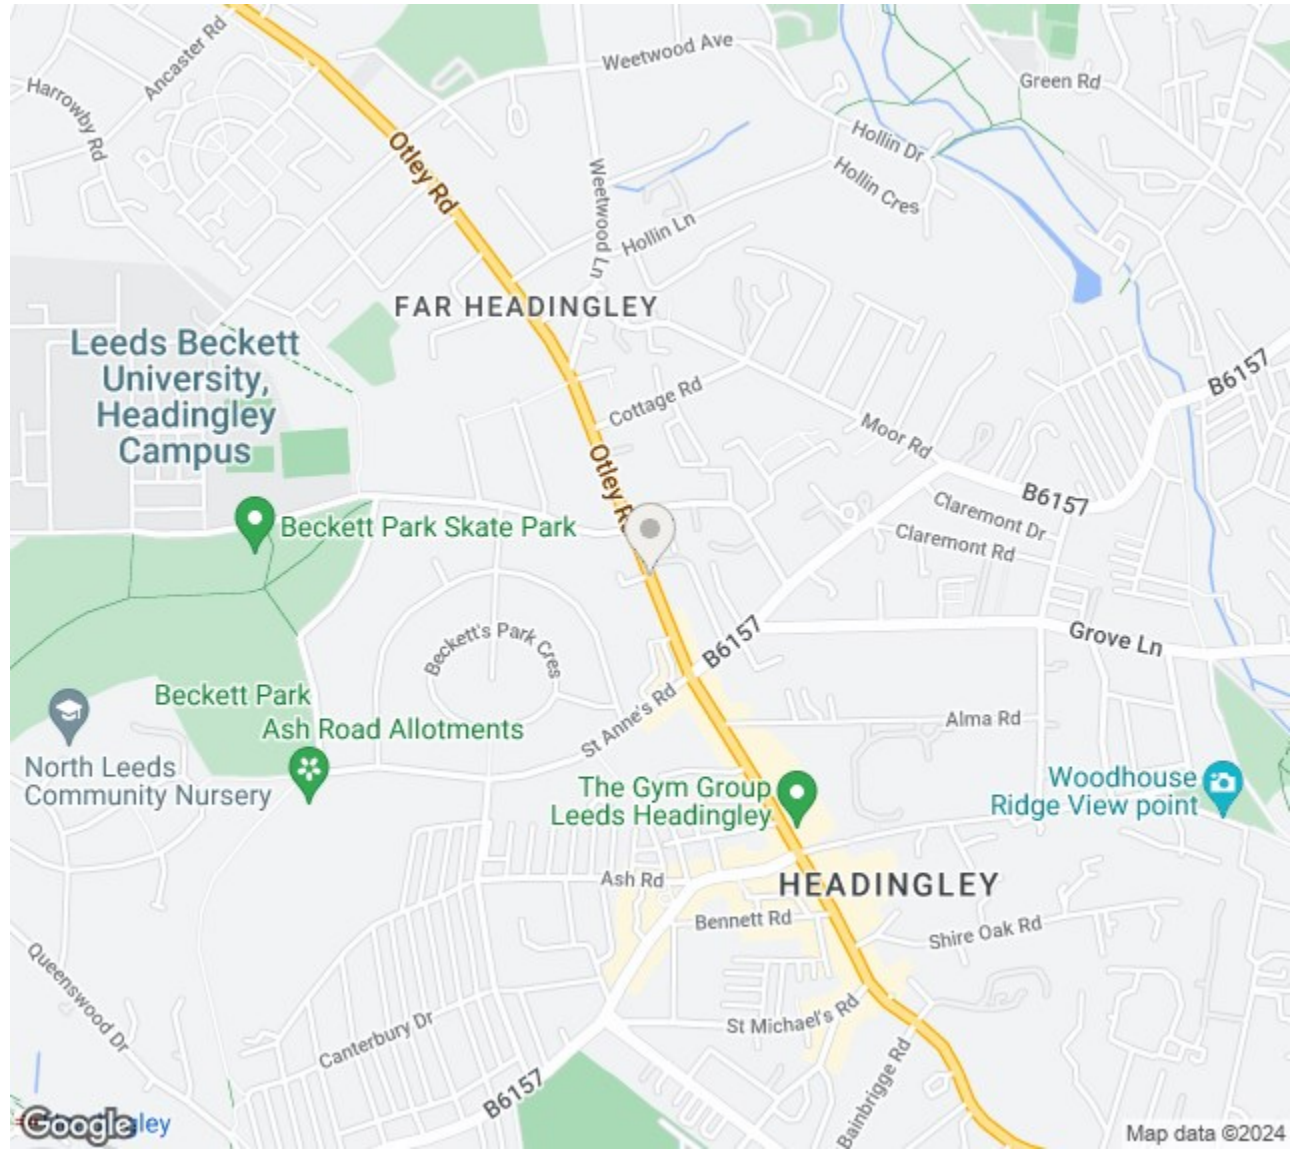 Weetwood Ave
Ancaster Rd
Green Rd
Harrowby Rd
Hollin Dr
Otley Rd
Weetwood Ln
Hollin Cres
Hollin Ln
FAR HEADINGLEY
Leeds Beckett
University,
Headingley
Campus
B6157
Cottage Rd
Moor Rd
Otley Rd
B6157
Claremont Dr
Beckett Park Skate Park
Claremont Rd
Beckett's Park Cres
B6157
Grove Ln
Beckett Park
St Anne's Rd
Alma Rd
Ash Road Allotments
North Leeds
Community Nursery
The Gym Group
Leeds Headingley
Woodhouse
Ridge View point
Ash Rd
HEADINGLEY
Bennett Rd
Shire Oak Rd
Queenswood Dr
St Michael's Rd
Canterbury Dr
Bainbrigge Rd
B6157
Google
Map data ©2024